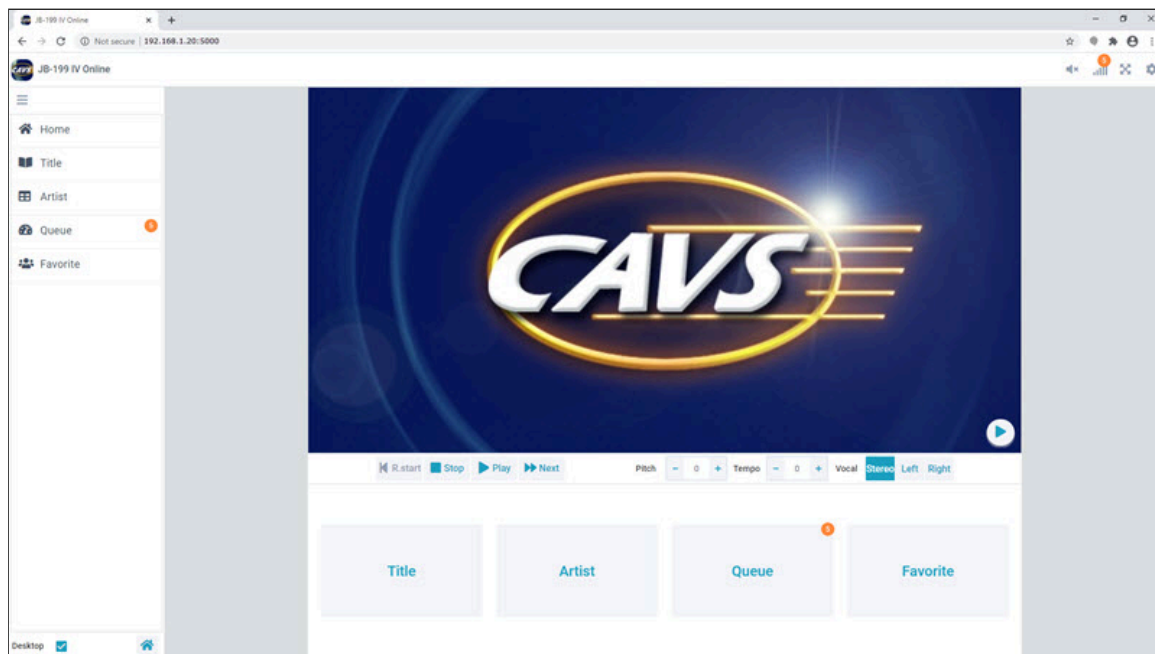 JB-199 IV Online
Not secure | 192.168.1.20:5000
JB-199 IV Online
5
Home
Title
Artist
Queue 5
Favorite
CAVS
R.start Stop Play Next Pitch - 0 + Tempo - 0 + Vocal Stereo Left Right
5
Title Artist Queue Favorite
Desktop